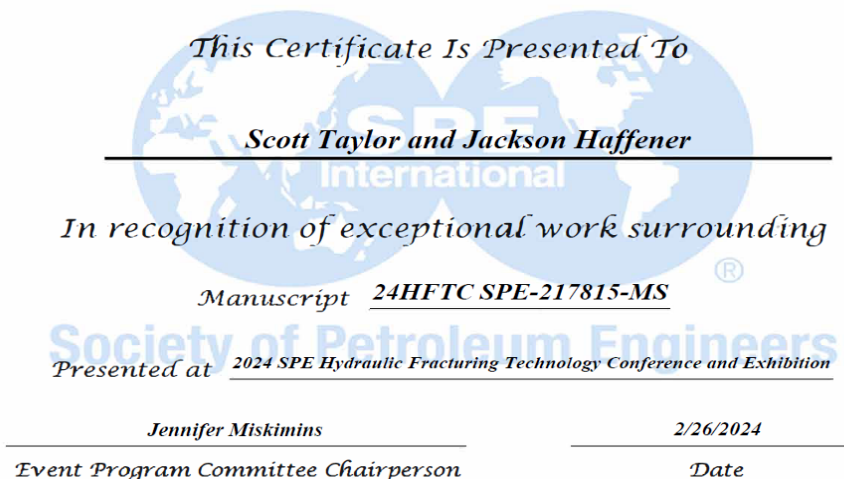 This Certificate Is Presented To
SPE
Scott Taylor and Jackson Haffener
International
In recognition of exceptional work surrounding
®
Manuscript 24HFTC SPE-217815-MS
Society of Petroleum Engineers
Presented at 2024 SPE Hydraulic Fracturing Technology Conference and Exhibition
Jennifer Miskimins 2/26/2024
Event Program Committee Chairperson Date